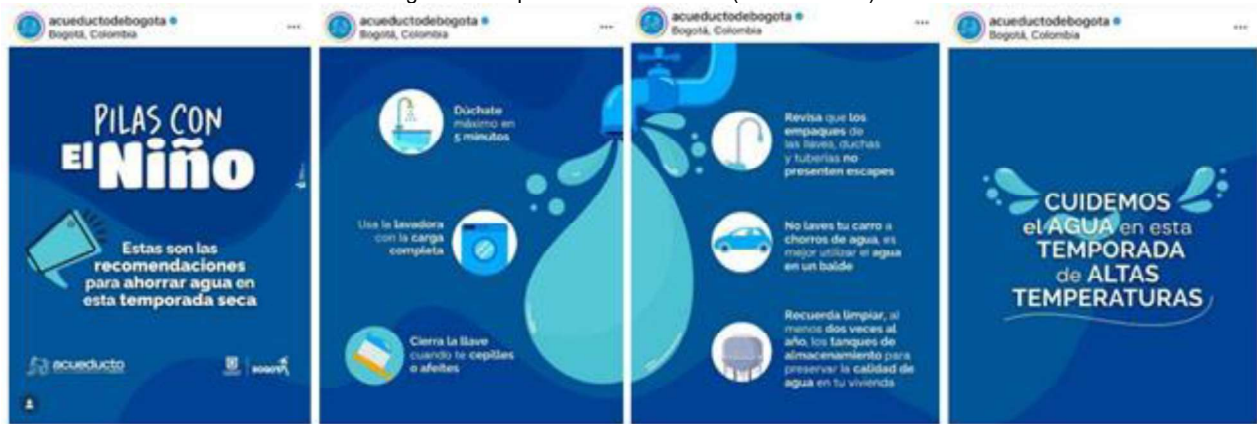 acueductodebogota
Bogotá, Colombia
PILAS CON
El Niño
Estas son las
recomendaciones
para ahorrar agua en
esta temporada seca
acueducto
BOGOTÁ
acueductodebogota
Bogotá, Colombia
Dúchate
máximo en
5 minutos
Usa la lavadora
con la carga
completa
Cierra la llave
cuando te cepilles
o afeites
acueductodebogota
Bogotá, Colombia
Revisa que los
empaques de
las llaves, duchas
y tuberías no
presenten escapes
No laves tu carro a
chorros de agua, es
mejor utilizar el agua
en un balde
Recuerda limpiar, al
menos dos veces al
año, los tanques de
almacenamiento para
preservar la calidad de
agua en tu vivienda
acueductodebogota
Bogotá, Colombia
CUIDEMOS
el AGUA en esta
TEMPORADA
de ALTAS
TEMPERATURAS